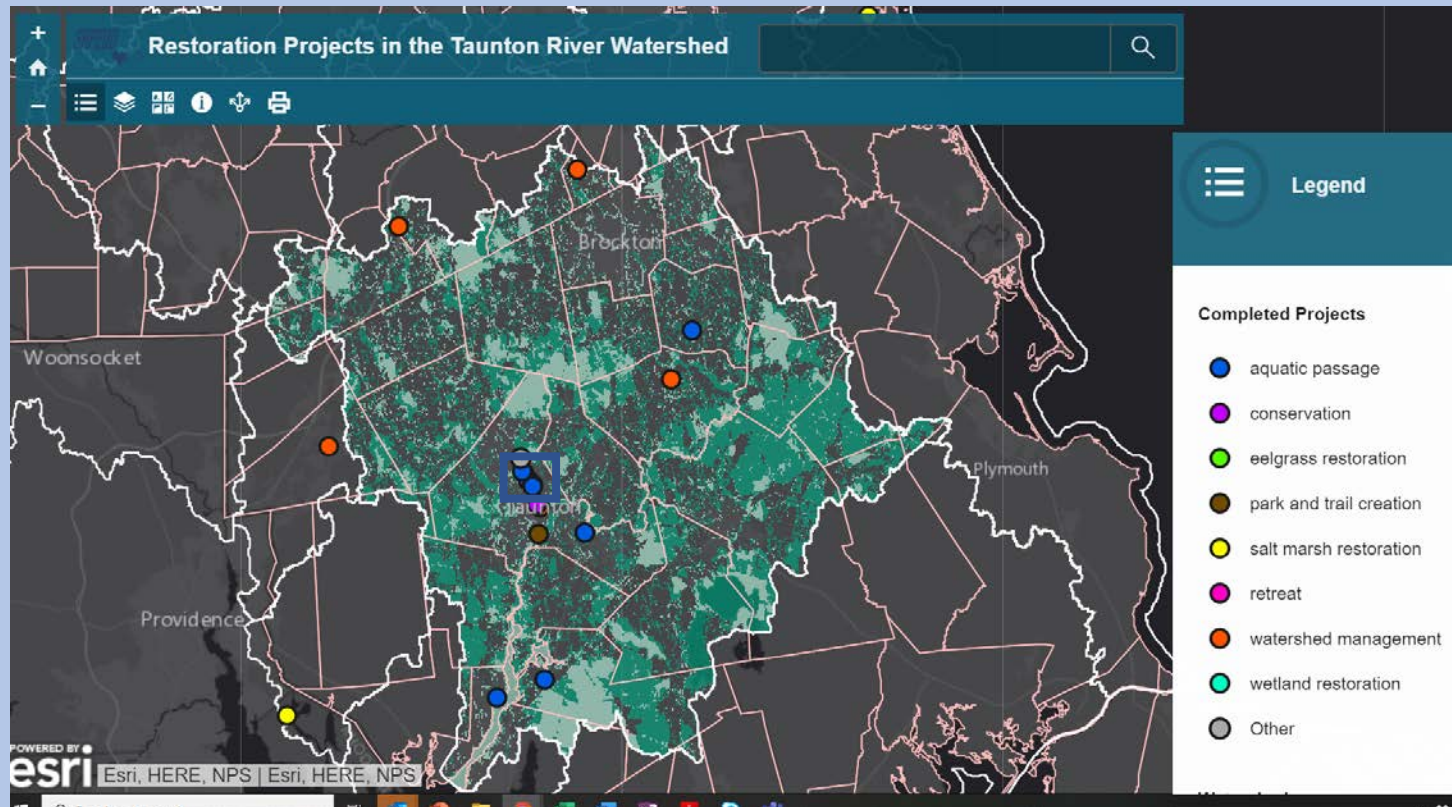 +
Restoration Projects in the Taunton River Watershed
−
Legend
Completed Projects
aquatic passage
conservation
eelgrass restoration
park and trail creation
salt marsh restoration
retreat
watershed management
wetland restoration
Other
Brockton
Woonsocket
Plymouth
Taunton
Providence
POWERED BY
esri
Esri, HERE, NPS | Esri, HERE, NPS